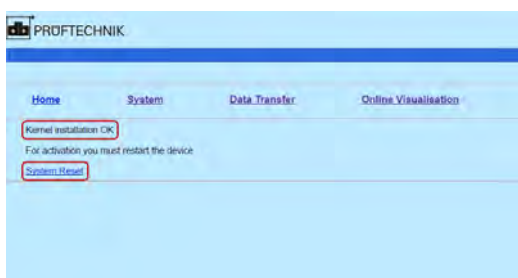 PRÜFTECHNIK
Home System Data Transfer Online Visualisation
Kernel installation OK
For activation you must restart the device
System Reset